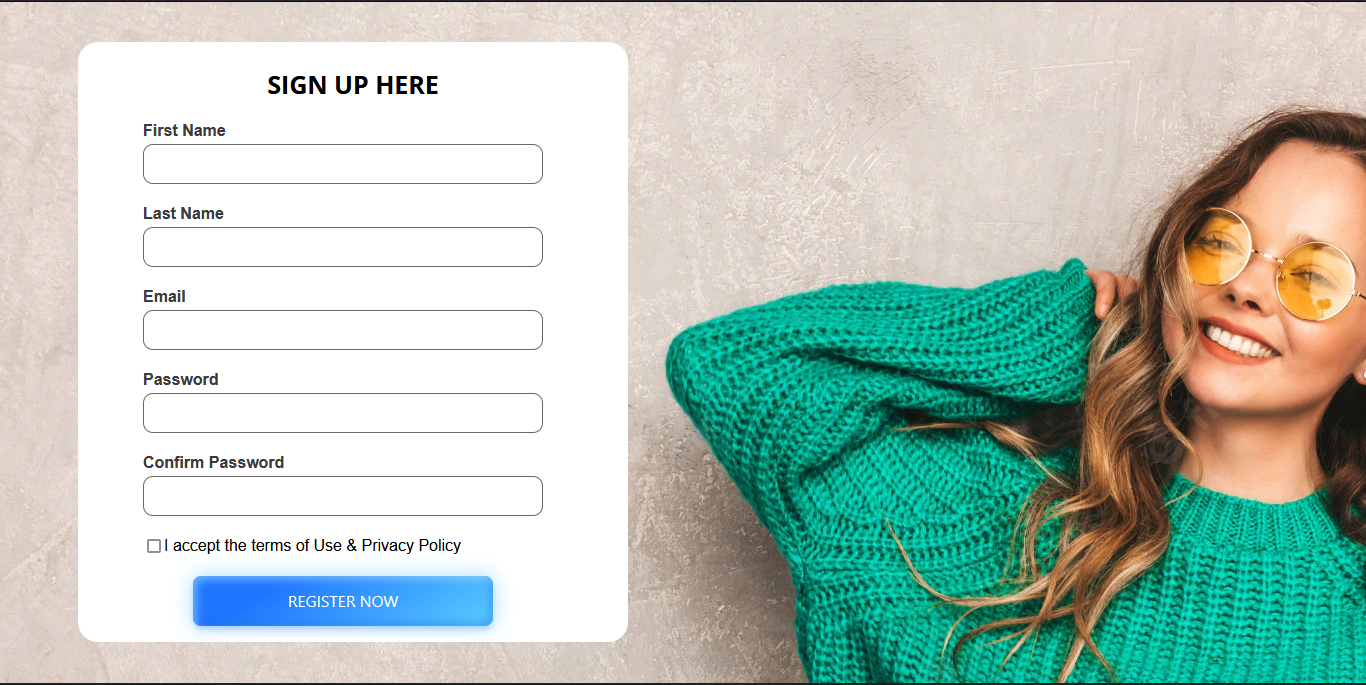 SIGN UP HERE
First Name
Last Name
Email
Password
Confirm Password
I accept the terms of Use & Privacy Policy
REGISTER NOW